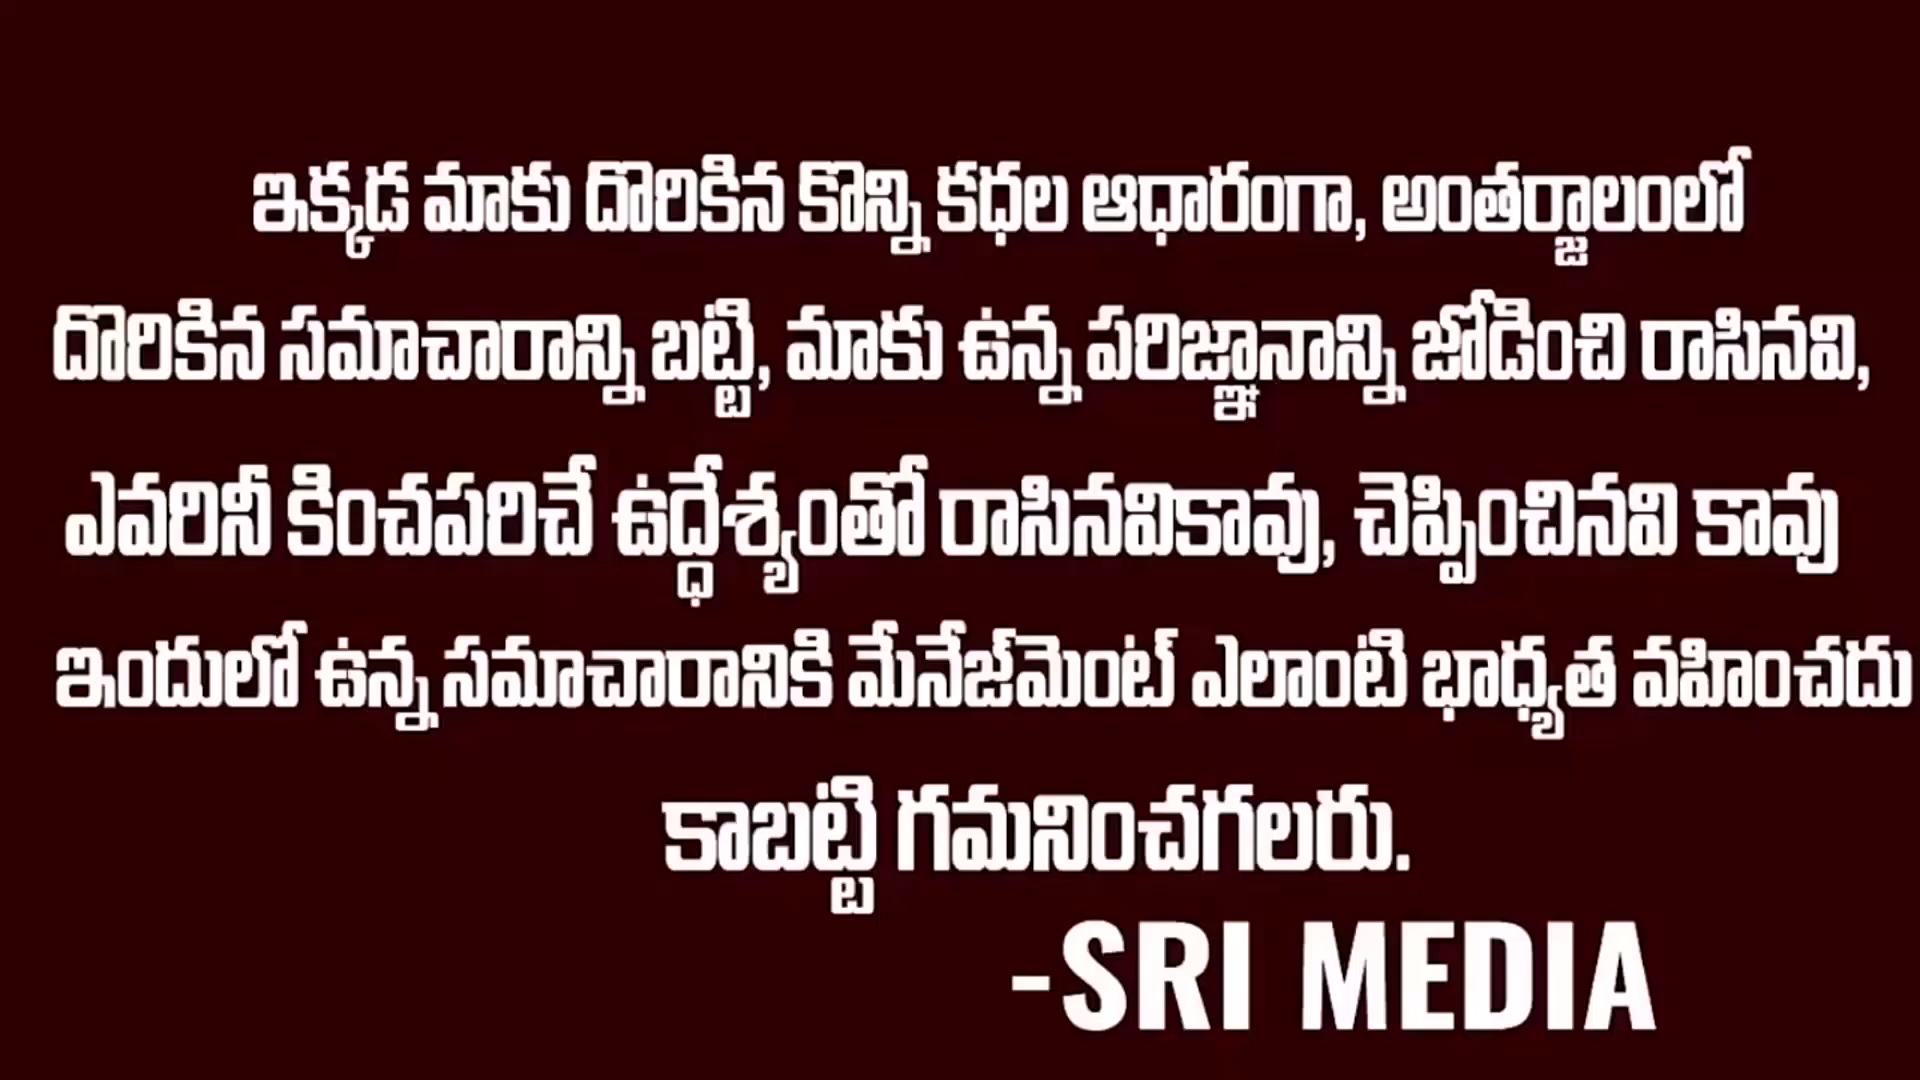 ఇక్కడ మాకు దొరికిన కొన్ని కధల ఆధారంగా, అంతర్జాలంలో
దొరికిన సమాచారాన్ని బట్టి, మాకు ఉన్న పరిజ్ఞానాన్ని జోడించి రాసినవి,
ఎవరినీ కించపరిచే ఉద్ధేశ్యంతో రాసినవికావు, చెప్పించినవి కావు
ఇందులో ఉన్న సమాచారానికి మేనేజ్‌మెంట్ ఎలాంటి భాధ్యత వహించదు
కాబట్టి గమనించగలరు.
-SRI MEDIA